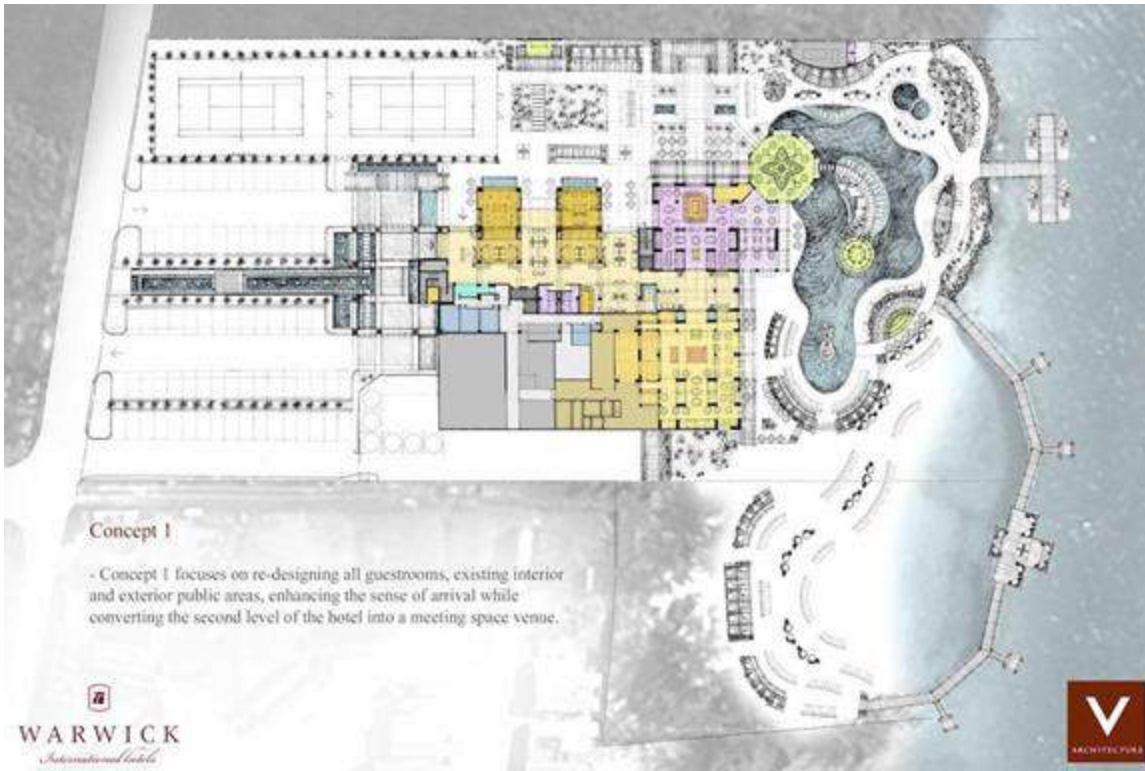 Concept 1
- Concept 1 focuses on re-designing all guestrooms, existing interior
and exterior public areas, enhancing the sense of arrival while
converting the second level of the hotel into a meeting space venue.
WARWICK
International hotels
V
ARCHITECTURE